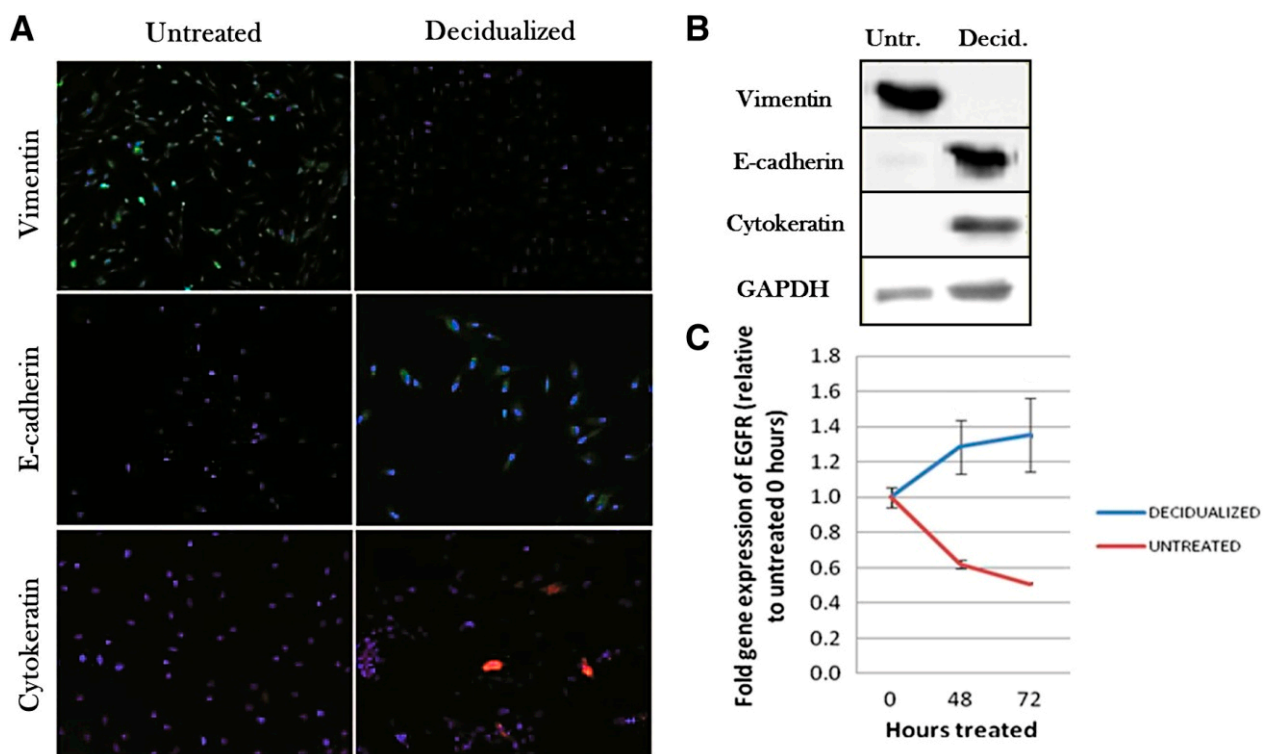 A
Untreated
Decidualized
Vimentin
E-cadherin
Cytokeratin
B
Untr. Decid.
Vimentin
E-cadherin
Cytokeratin
GAPDH
C
Fold gene expression of EGFR (relative
to untreated 0 hours)
1.8
1.6
1.4
1.2
1.0
0.8
0.6
0.4
0.2
0.0
0 48 72
Hours treated
DECIDUALIZED
UNTREATED